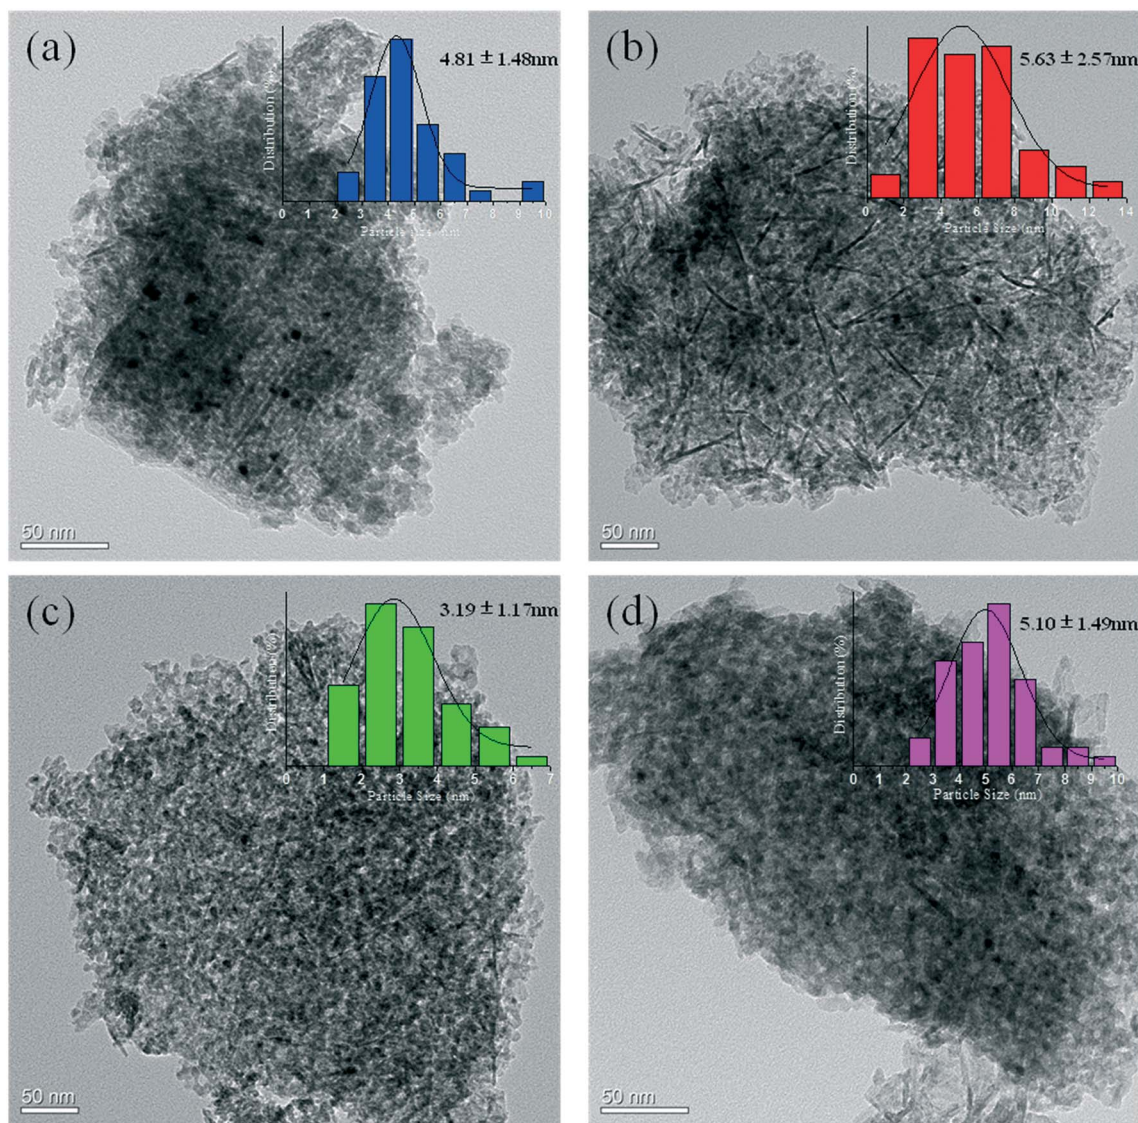 (a)
4.81 ± 1.48nm
Distribution (%)
0 1 2 3 4 5 6 7 8 9 10
Particle Size nm
50 nm
(b)
5.63 ± 2.57nm
Distribution (%)
0 2 4 6 8 10 12 14
Particle Size nm
50 nm
(c)
3.19 ± 1.17nm
Distribution (%)
0 1 2 3 4 5 6 7
Particle Size (nm)
50 nm
(d)
5.10 ± 1.49nm
Distribution (%)
0 1 2 3 4 5 6 7 8 9 10
Particle Size (nm)
50 nm